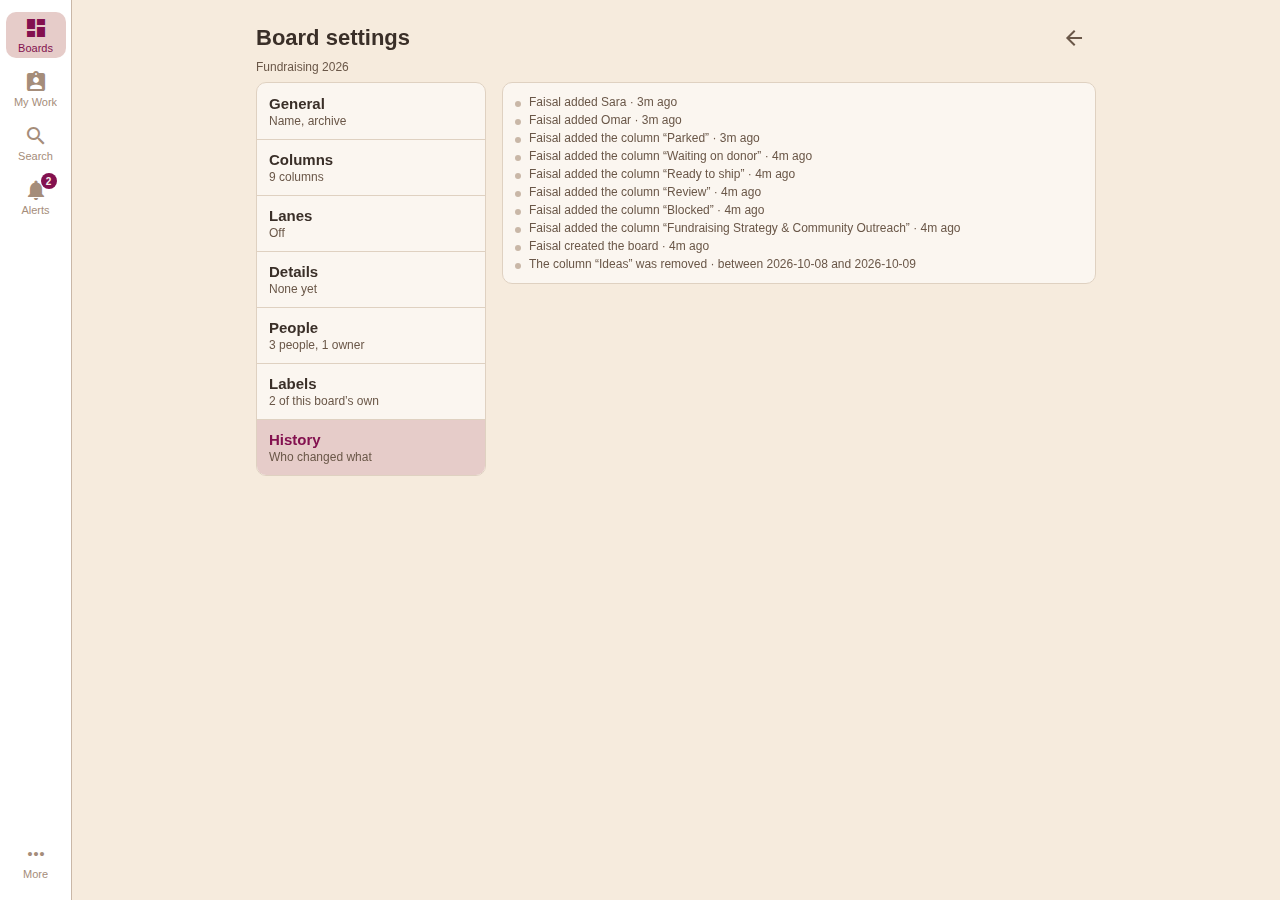 Boards
My Work
Search
2
Alerts
More
Board settings
Fundraising 2026
General
Name, archive
Columns
9 columns
Lanes
Off
Details
None yet
People
3 people, 1 owner
Labels
2 of this board’s own
History
Who changed what
Faisal added Sara · 3m ago
Faisal added Omar · 3m ago
Faisal added the column “Parked” · 3m ago
Faisal added the column “Waiting on donor” · 4m ago
Faisal added the column “Ready to ship” · 4m ago
Faisal added the column “Review” · 4m ago
Faisal added the column “Blocked” · 4m ago
Faisal added the column “Fundraising Strategy & Community Outreach” · 4m ago
Faisal created the board · 4m ago
The column “Ideas” was removed · between 2026-10-08 and 2026-10-09